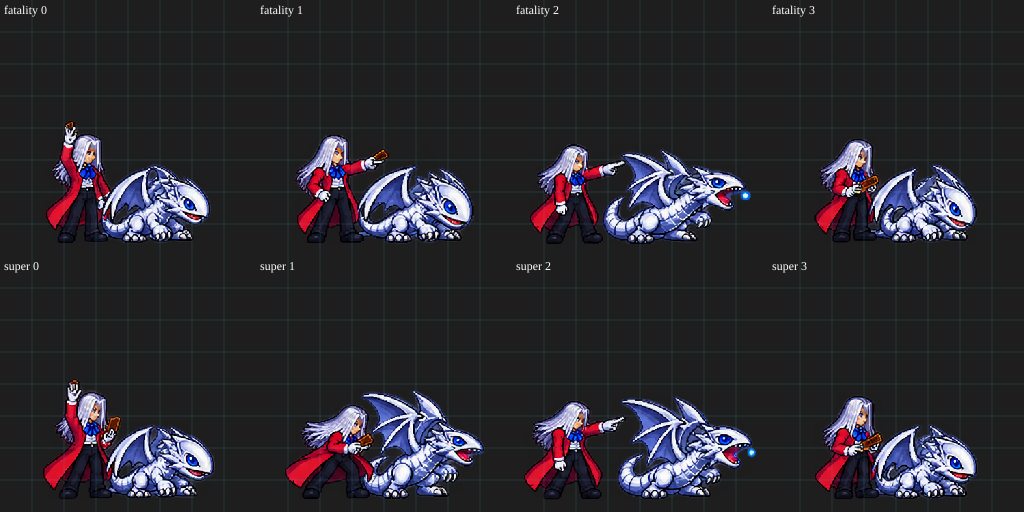 fatality 0
fatality 1
fatality 2
fatality 3
super 0
super 1
super 2
super 3